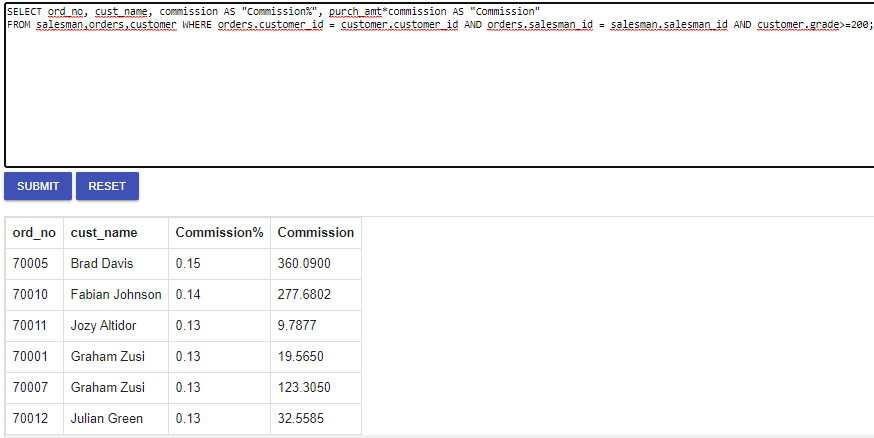 SELECT ord_no, cust_name, commission AS "Commission%", purch_amt*commission AS "Commission"
FROM salesman,orders,customer WHERE orders.customer_id = customer.customer_id AND orders.salesman_id = salesman.salesman_id AND customer.grade>=200;
SUBMIT RESET
ord_no cust_name Commission% Commission
70005 Brad Davis 0.15 360.0900
70010 Fabian Johnson 0.14 277.6802
70011 Jozy Altidor 0.13 9.7877
70001 Graham Zusi 0.13 19.5650
70007 Graham Zusi 0.13 123.3050
70012 Julian Green 0.13 32.5585